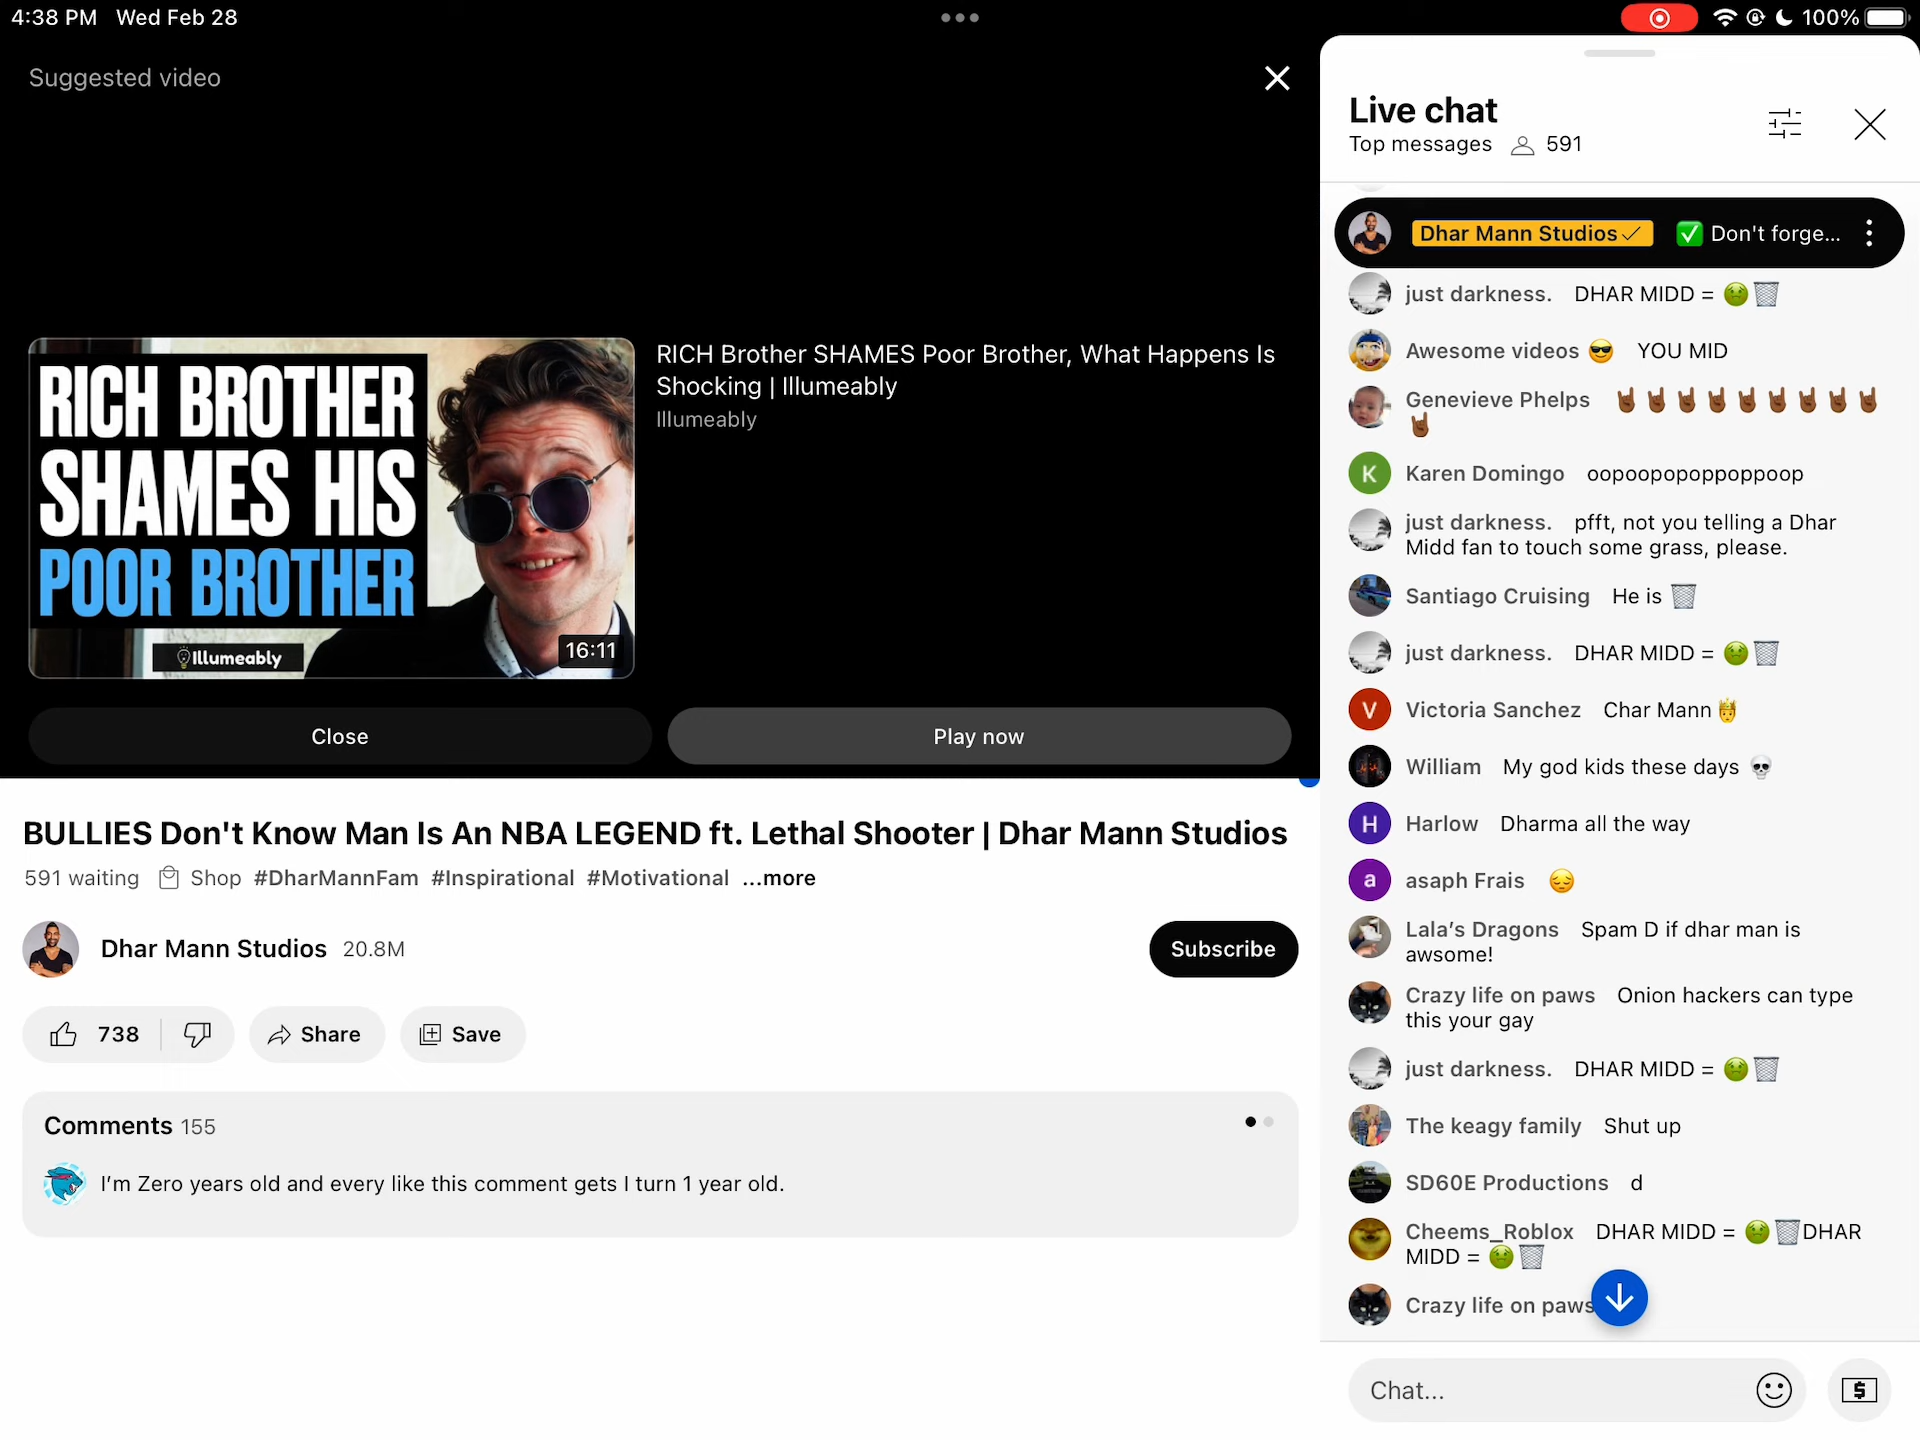 4:38 PM Wed Feb 28
100%
Suggested video
RICH BROTHER
SHAMES HIS
POOR BROTHER
Illumeably
16:11
RICH Brother SHAMES Poor Brother, What Happens Is
Shocking | Illumeably
Illumeably
Close
Play now
BULLIES Don't Know Man Is An NBA LEGEND ft. Lethal Shooter | Dhar Mann Studios
591 waiting Shop #DharMannFam #Inspirational #Motivational ...more
Dhar Mann Studios 20.8M
Subscribe
738
Share
Save
Comments 155
I'm Zero years old and every like this comment gets I turn 1 year old.
Live chat
Top messages 591
Dhar Mann Studios✓ ✅ Don't forge...
just darkness. DHAR MIDD = 🤢🗑️
Awesome videos 😎 YOU MID
Genevieve Phelps 🤘🏾🤘🏾🤘🏾🤘🏾🤘🏾🤘🏾🤘🏾🤘🏾🤘🏾
🤘🏾
K
Karen Domingo oopoopopoppoppoop
just darkness. pfft, not you telling a Dhar
Midd fan to touch some grass, please.
Santiago Cruising He is 🗑️
just darkness. DHAR MIDD = 🤢🗑️
V
Victoria Sanchez Char Mann 🤴
William My god kids these days 💀
H
Harlow Dharma all the way
a
asaph Frais 😔
Lala's Dragons Spam D if dhar man is
awsome!
Crazy life on paws Onion hackers can type
this your gay
just darkness. DHAR MIDD = 🤢🗑️
The keagy family Shut up
SD60E Productions d
Cheems_Roblox DHAR MIDD = 🤢🗑️DHAR
MIDD = 🤢🗑️
Crazy life on paws
Chat...